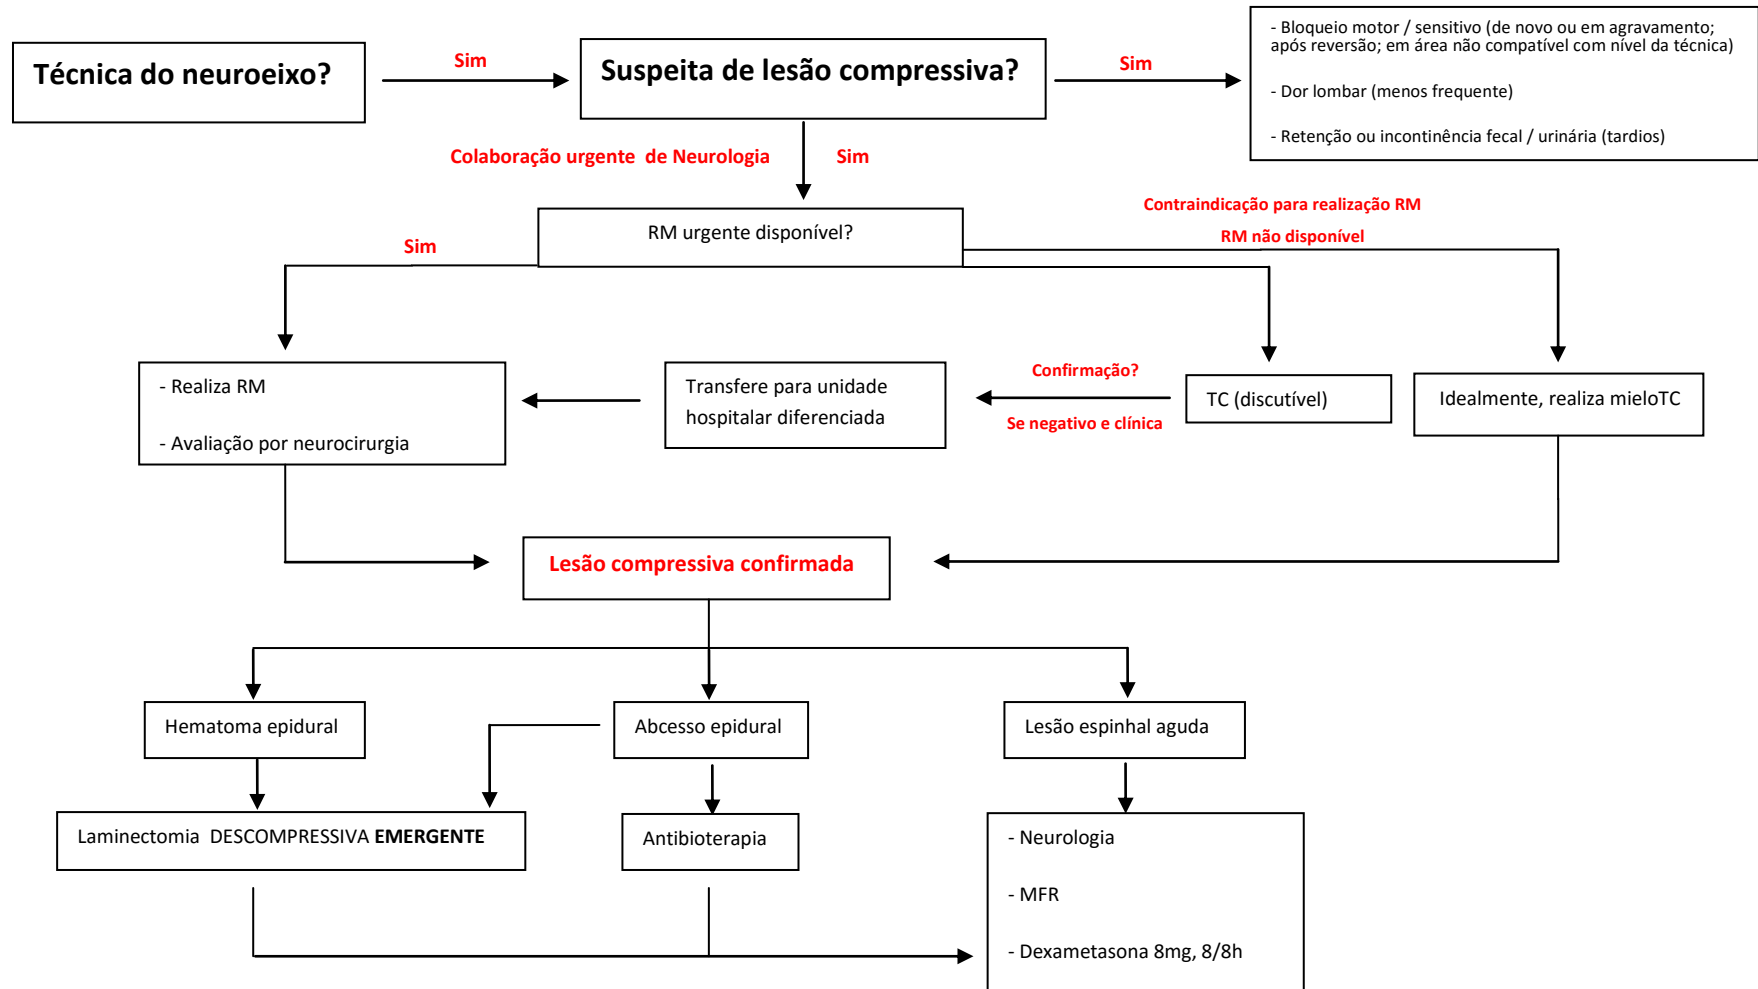 Técnica do neuroeixo?
Sim
Suspeita de lesão compressiva?
Sim
- Bloqueio motor / sensitivo (de novo ou em agravamento;
após reversão; em área não compatível com nível da técnica)
- Dor lombar (menos frequente)
- Retenção ou incontinência fecal / urinária (tardios)
Colaboração urgente de Neurologia
Sim
RM urgente disponível?
Sim
Contraindicação para realização RM
RM não disponível
- Realiza RM
- Avaliação por neurocirurgia
Transfere para unidade
hospitalar diferenciada
Confirmação?
Se negativo e clínica
TC (discutível)
Idealmente, realiza mieloTC
Lesão compressiva confirmada
Hematoma epidural
Abcesso epidural
Lesão espinhal aguda
Laminectomia DESCOMPRESSIVA EMERGENTE
Antibioterapia
- Neurologia
- MFR
- Dexametasona 8mg, 8/8h